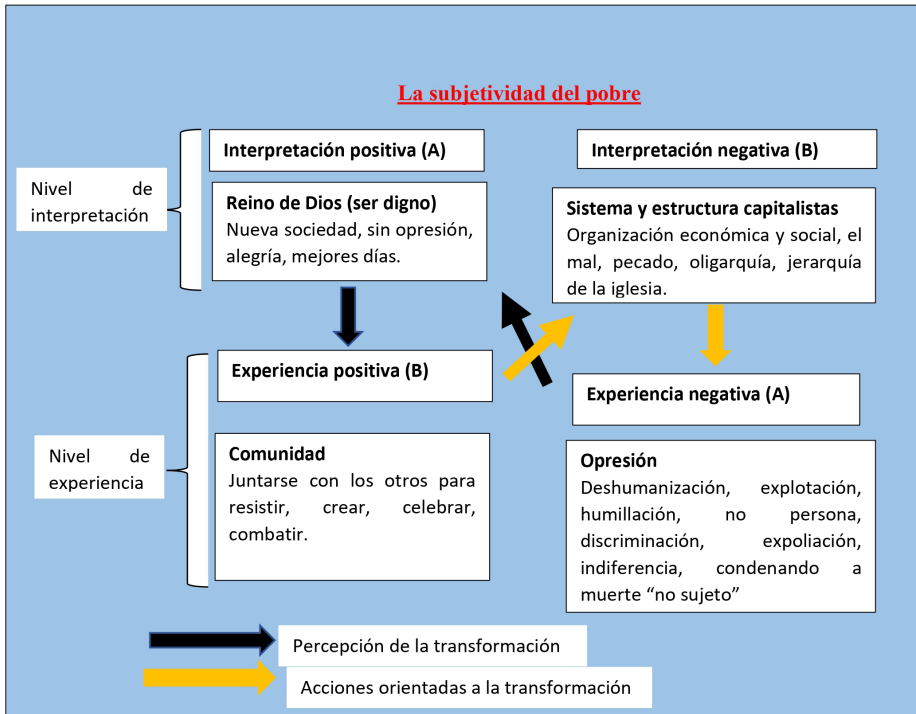 La subjetividad del pobre
Interpretación positiva (A)
Interpretación negativa (B)
Nivel de
interpretación
Reino de Dios (ser digno)
Nueva sociedad, sin opresión,
alegría, mejores días.
Sistema y estructura capitalistas
Organización económica y social, el
mal, pecado, oligarquía, jerarquía
de la iglesia.
Experiencia positiva (B)
Experiencia negativa (A)
Nivel de
experiencia
Comunidad
Juntarse con los otros para
resistir, crear, celebrar,
combatir.
Opresión
Deshumanización, explotación,
humillación, no persona,
discriminación, expoliación,
indiferencia, condenando a
muerte “no sujeto”
Percepción de la transformación
Acciones orientadas a la transformación